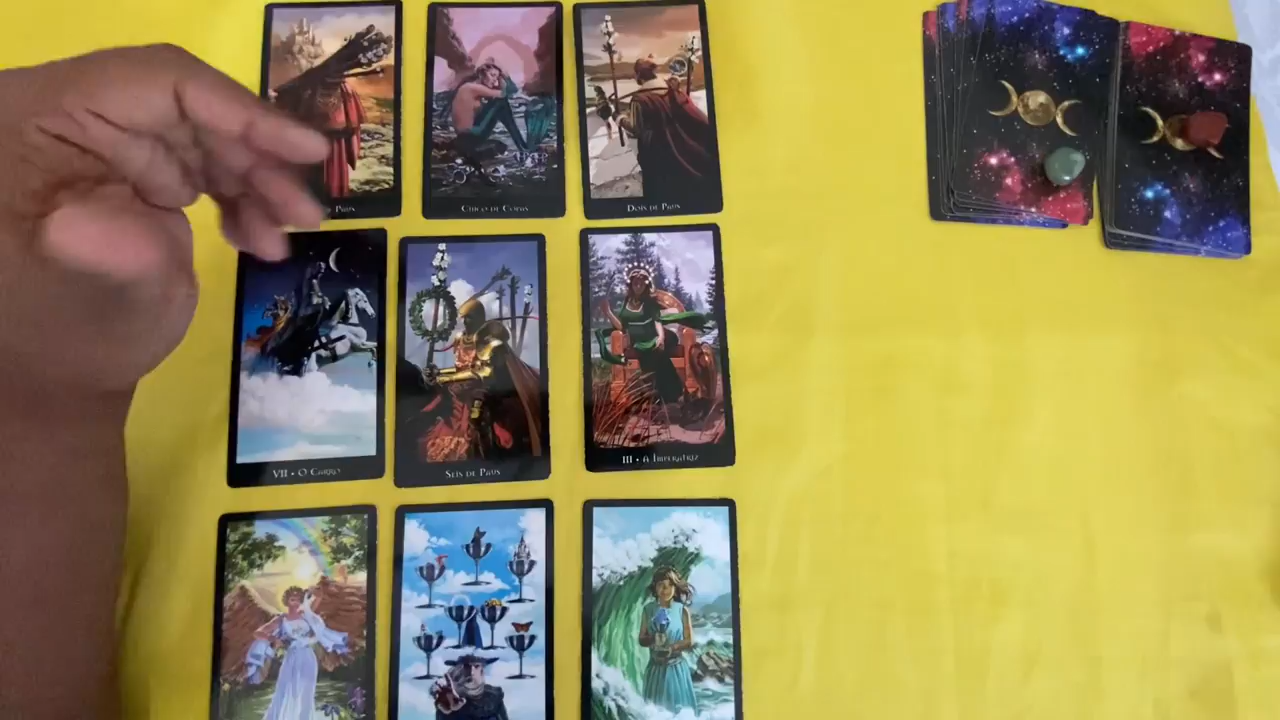 Paus
Cinco de Copas
Dois de Paus
VII • O Carro
Seis de Paus
III • A Imperatriz